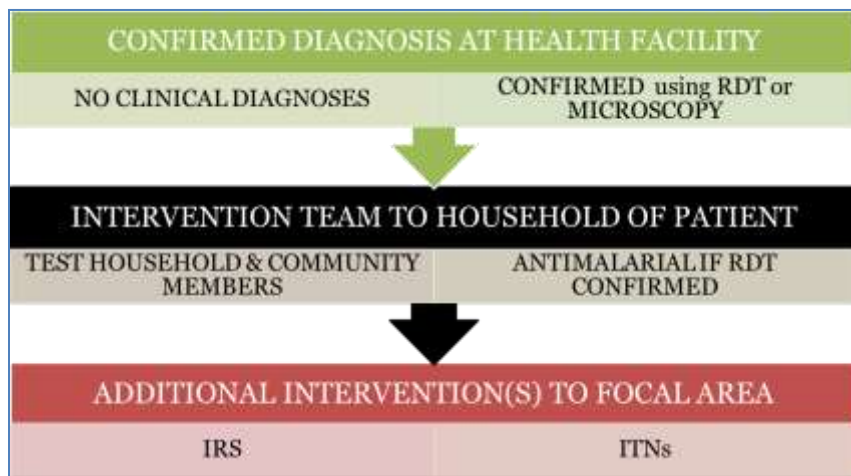 CONFIRMED DIAGNOSIS AT HEALTH FACILITY
NO CLINICAL DIAGNOSES
CONFIRMED using RDT or
MICROSCOPY
INTERVENTION TEAM TO HOUSEHOLD OF PATIENT
TEST HOUSEHOLD & COMMUNITY
MEMBERS
ANTIMALARIAL IF RDT
CONFIRMED
ADDITIONAL INTERVENTION(S) TO FOCAL AREA
IRS
ITNs